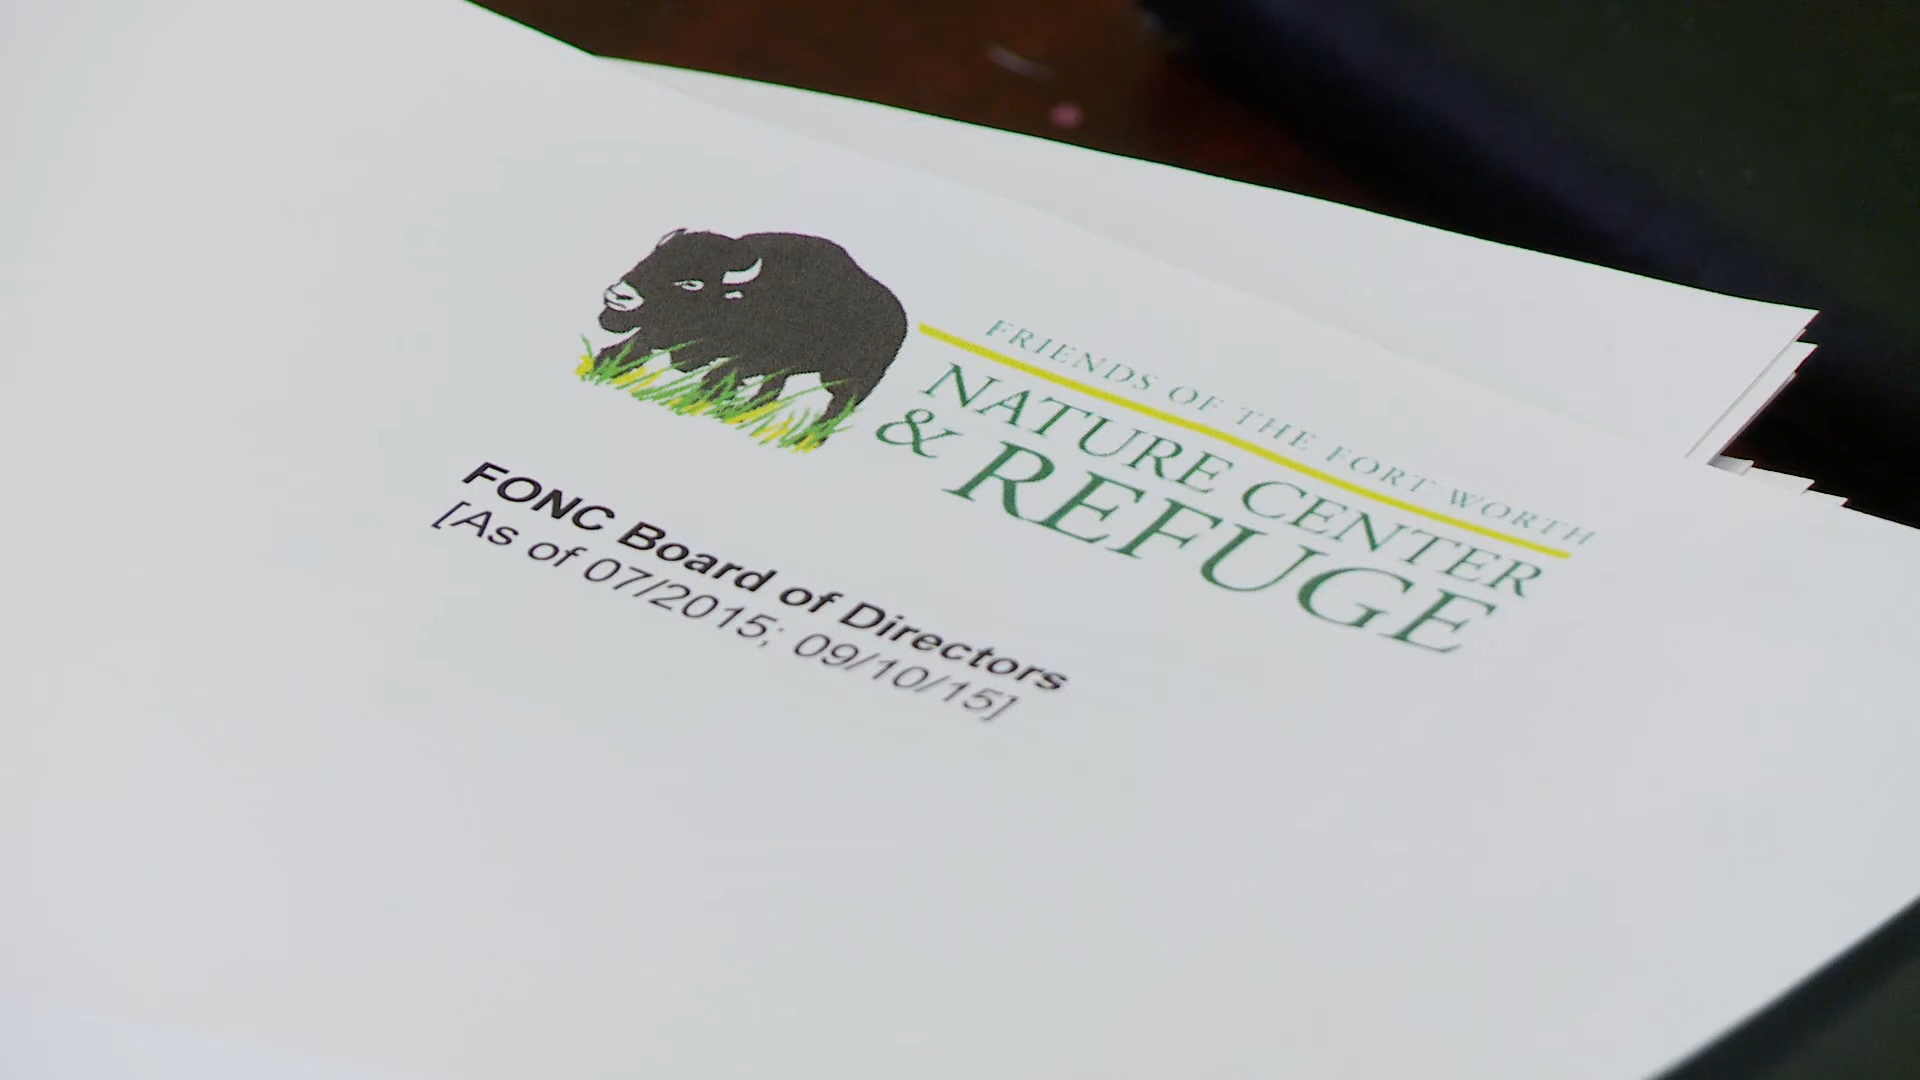 FRIENDS OF THE FORT WORTH
NATURE CENTER
& REFUGE
FONC Board of Directors
[As of 07/2015; 09/10/15]